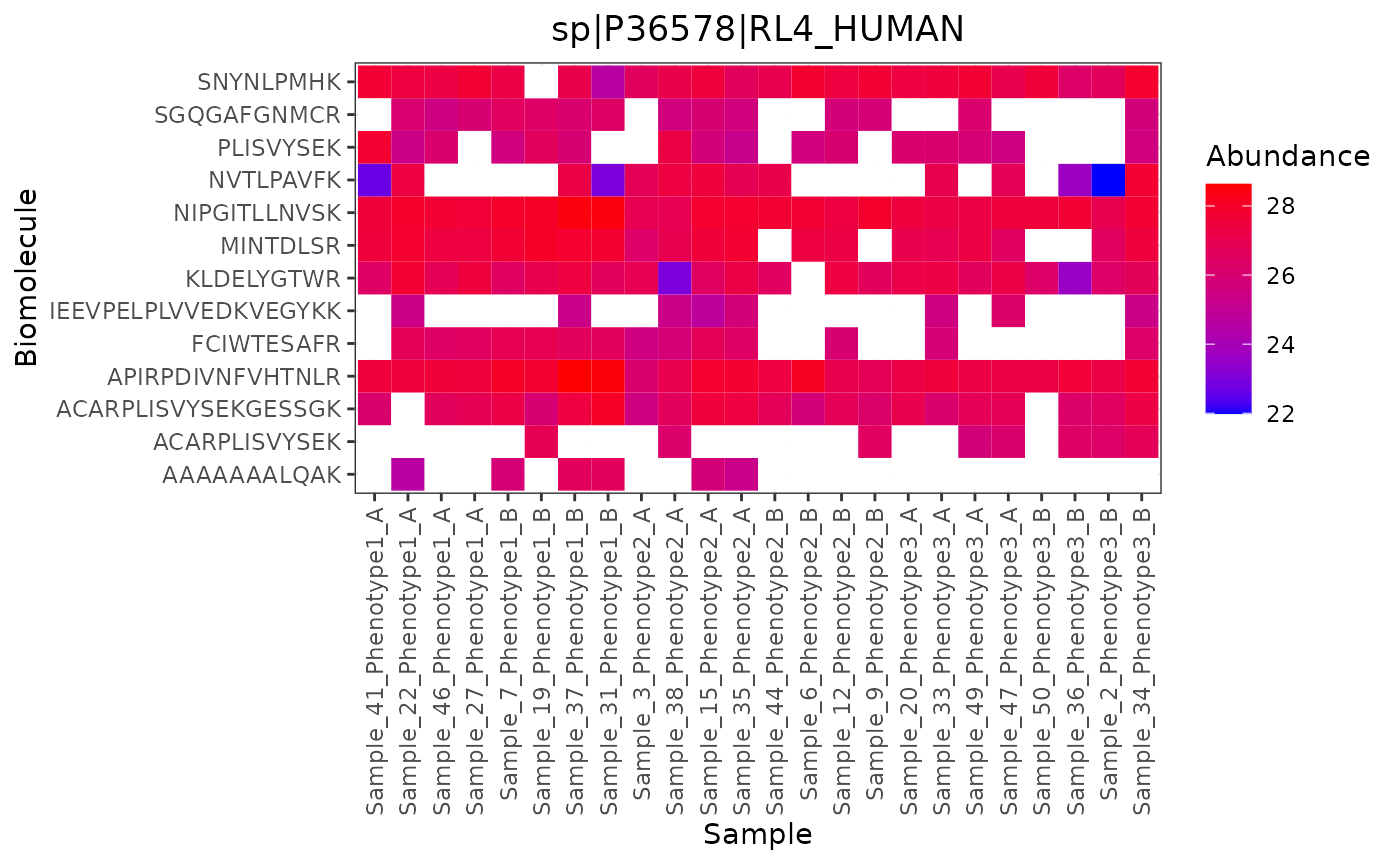 sp|P36578|RL4_HUMAN
Biomolecule
SNYNLPMHK
SGQGAFGNMCR
PLISVYSEK
NVTLPAVFK
NIPGITLLNVSK
MINTDLSR
KLDELYGTWR
IEEVPELPLVVEDKVEGYKK
FCIWTESAFR
APIRPDIVNFVHTNLR
ACARPLISVYSEKGESSGK
ACARPLISVYSEK
AAAAAAALQAK
Sample_41_Phenotype1_A
Sample_22_Phenotype1_A
Sample_46_Phenotype1_A
Sample_27_Phenotype1_A
Sample_7_Phenotype1_B
Sample_19_Phenotype1_B
Sample_37_Phenotype1_B
Sample_31_Phenotype1_B
Sample_3_Phenotype2_A
Sample_38_Phenotype2_A
Sample_15_Phenotype2_A
Sample_35_Phenotype2_A
Sample_44_Phenotype2_B
Sample_6_Phenotype2_B
Sample_12_Phenotype2_B
Sample_9_Phenotype2_B
Sample_20_Phenotype3_A
Sample_33_Phenotype3_A
Sample_49_Phenotype3_A
Sample_47_Phenotype3_A
Sample_50_Phenotype3_B
Sample_36_Phenotype3_B
Sample_2_Phenotype3_B
Sample_34_Phenotype3_B
Sample
Abundance
28
26
24
22